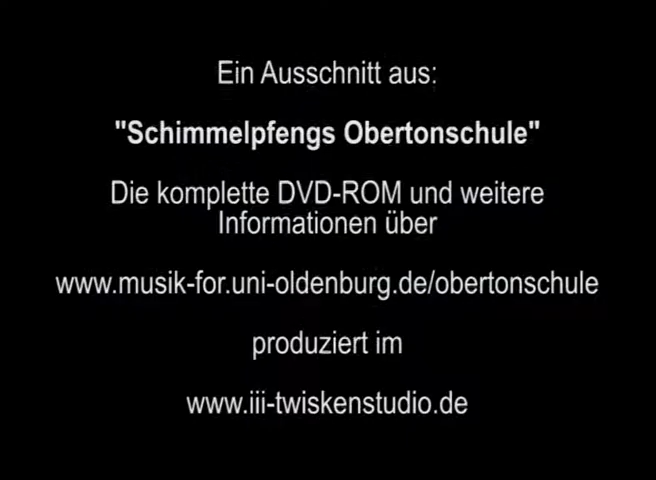 Ein Ausschnitt aus:
"Schimmelpfengs Obertonschule"
Die komplette DVD-ROM und weitere
Informationen über
www.musik-for.uni-oldenburg.de/obertonschule
produziert im
www.iii-twiskenstudio.de